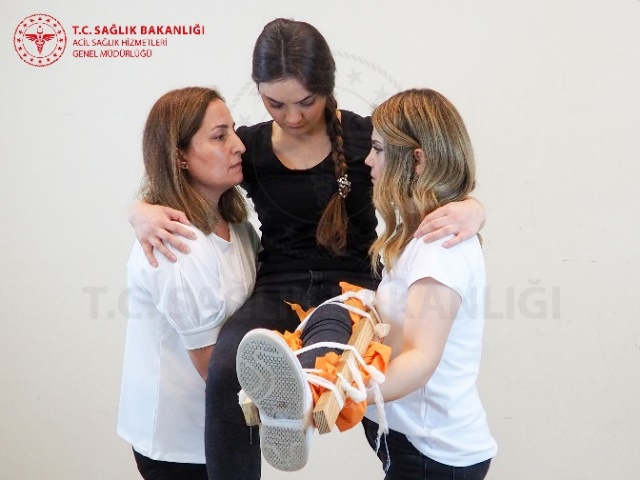 T.C. SAĞLIK BAKANLIĞI
ACİL SAĞLIK HİZMETLERİ
GENEL MÜDÜRLÜĞÜ
T.C. SAĞLIK BAKANLIĞI